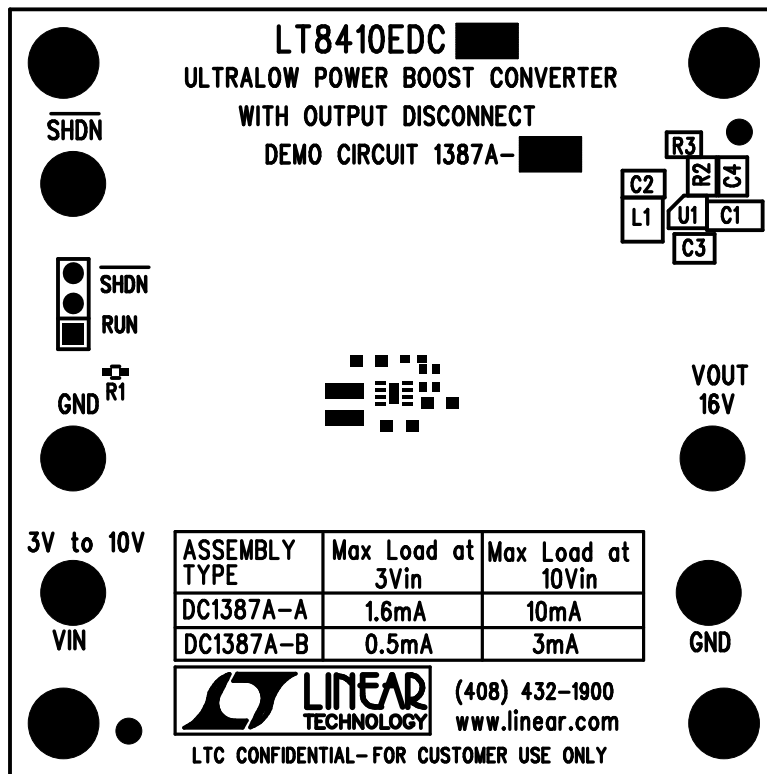 LT8410EDC
ULTRALOW POWER BOOST CONVERTER
WITH OUTPUT DISCONNECT
DEMO CIRCUIT 1387A-
SHDN
R3
R2
C4
C2
L1
U1
C1
C3
SHDN
RUN
R1
GND
VOUT
16V
3V to 10V
VIN
GND
ASSEMBLY TYPE Max Load at 3Vin Max Load at 10Vin
DC1387A-A 1.6mA 10mA
DC1387A-B 0.5mA 3mA
LINEAR
TECHNOLOGY
(408) 432-1900
www.linear.com
LTC CONFIDENTIAL-FOR CUSTOMER USE ONLY